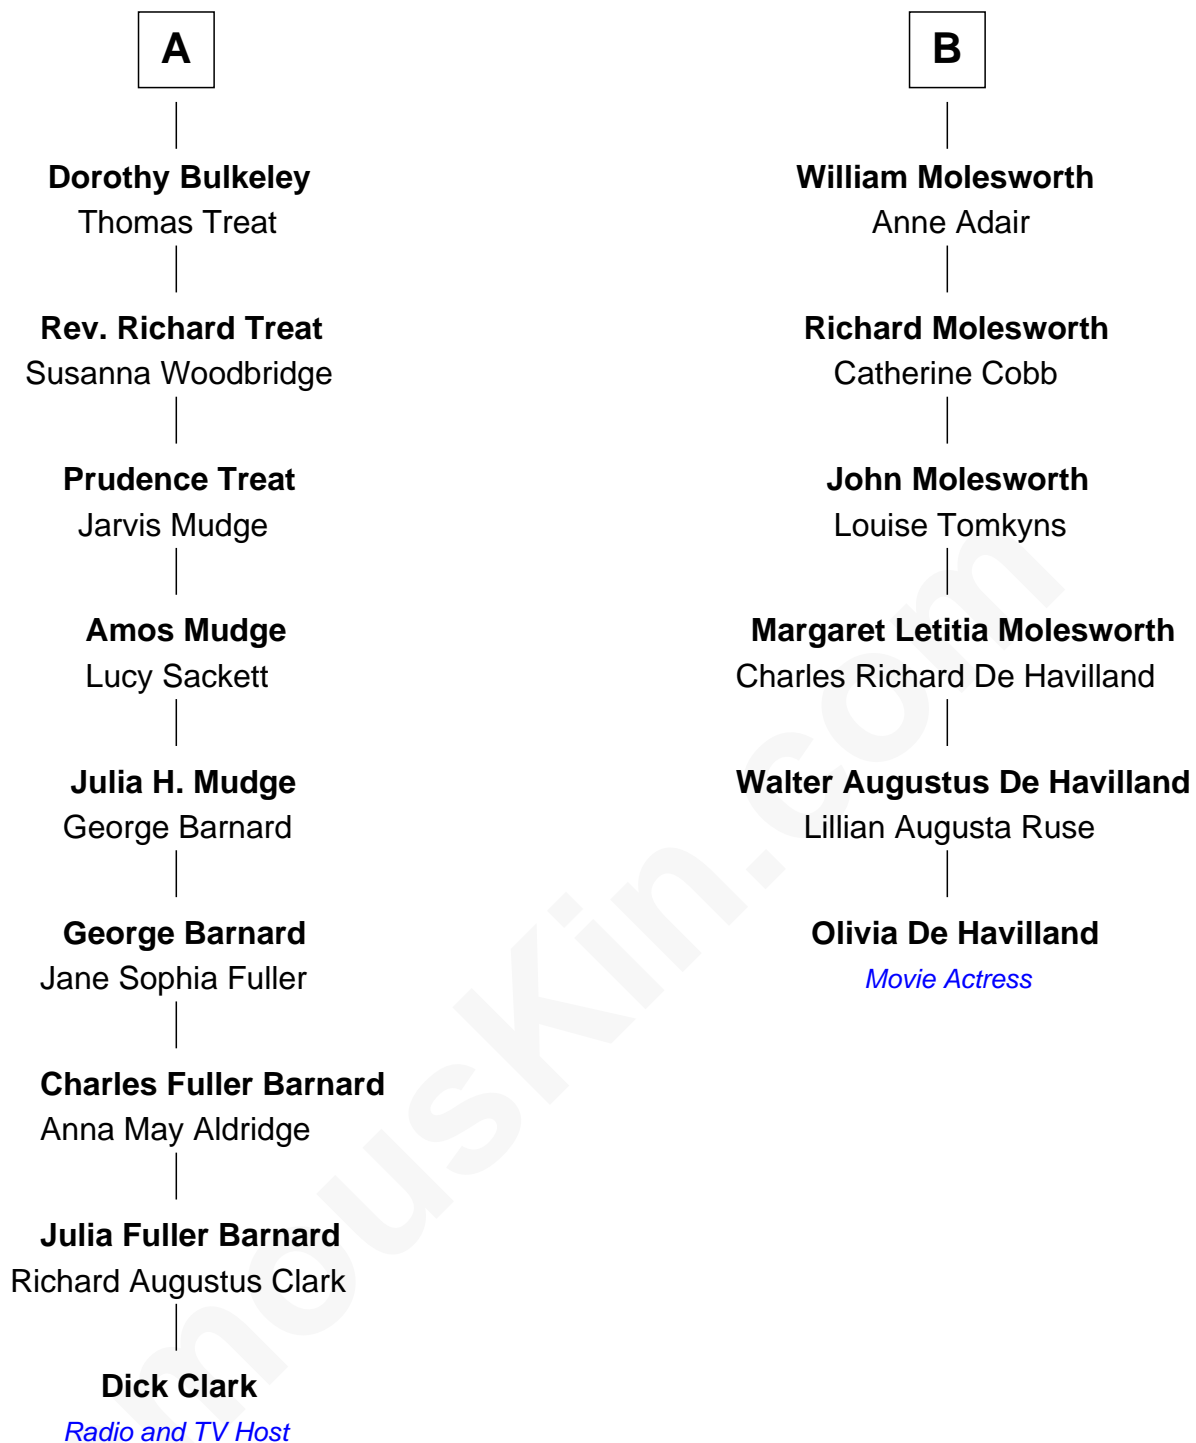 A
Dorothy Bulkeley
Thomas Treat
Rev. Richard Treat
Susanna Woodbridge
Prudence Treat
Jarvis Mudge
Amos Mudge
Lucy Sackett
Julia H. Mudge
George Barnard
George Barnard
Jane Sophia Fuller
Charles Fuller Barnard
Anna May Aldridge
Julia Fuller Barnard
Richard Augustus Clark
Dick Clark
Radio and TV Host
B
William Molesworth
Anne Adair
Richard Molesworth
Catherine Cobb
John Molesworth
Louise Tomkyns
Margaret Letitia Molesworth
Charles Richard De Havilland
Walter Augustus De Havilland
Lillian Augusta Ruse
Olivia De Havilland
Movie Actress
mousKin.com